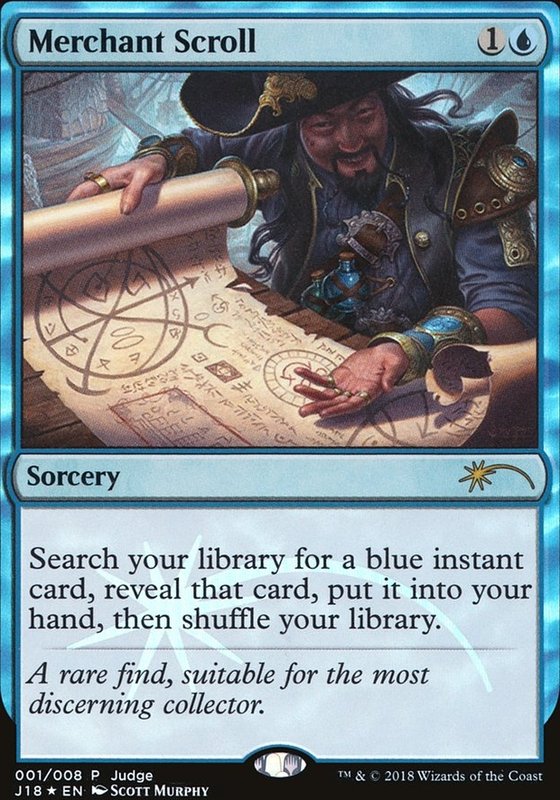 Merchant Scroll 1
Sorcery
Search your library for a blue instant
card, reveal that card, put it into your
hand, then shuffle your library.
A rare find, suitable for the most
discerning collector.
001/008 P Judge
J18 ★ EN Scott Murphy
™ & © 2018 Wizards of the Coast